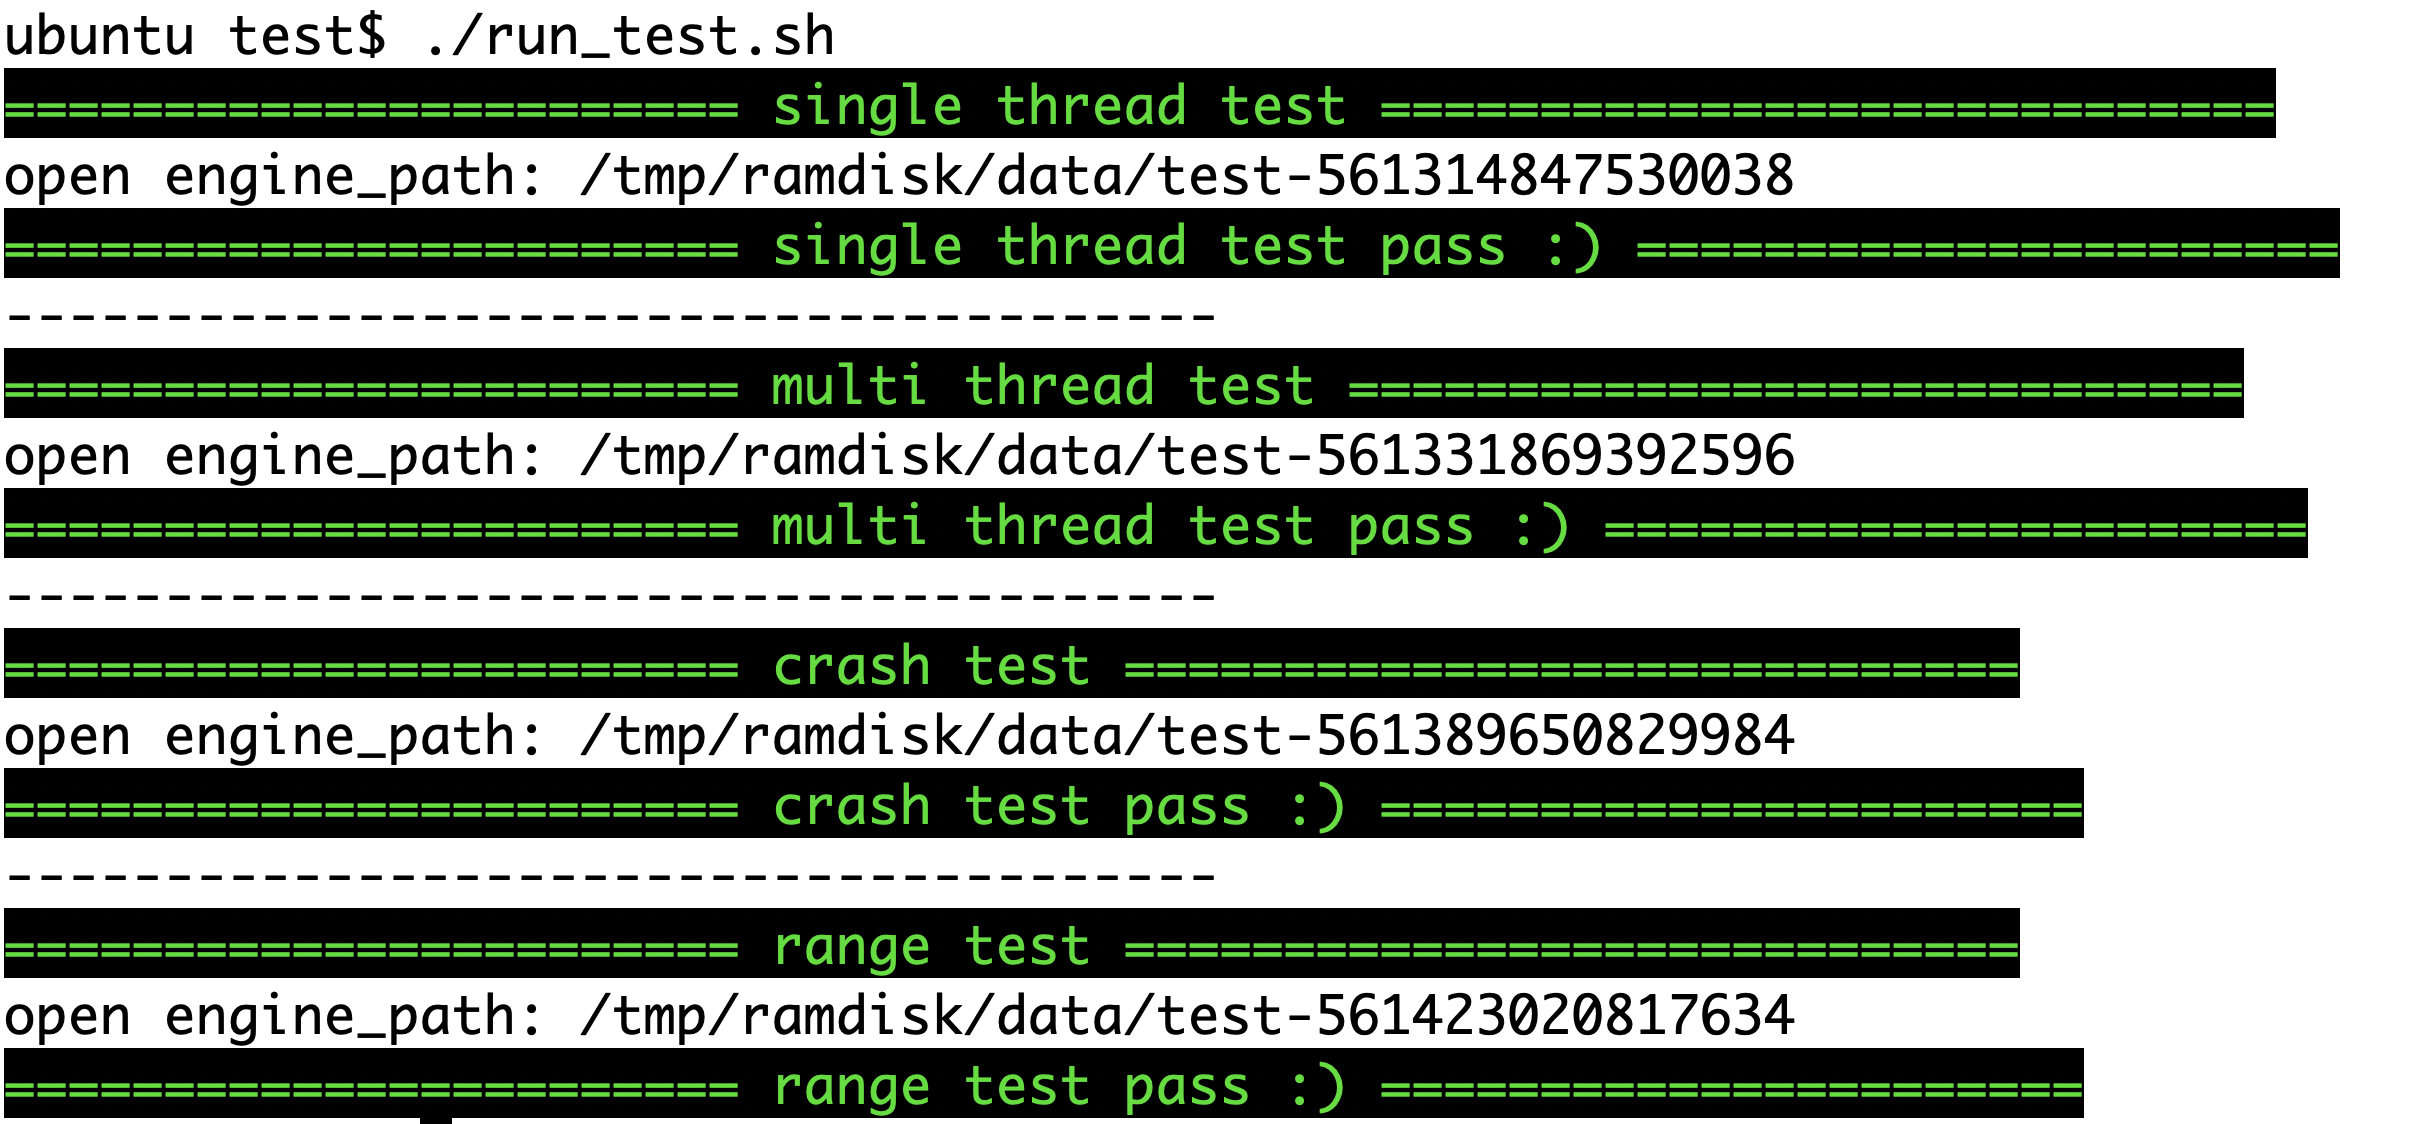 ubuntu test$ ./run_test.sh
======================= single thread test ============================
open engine_path: /tmp/ramdisk/data/test-561314847530038
======================= single thread test pass :) ======================
--------------------------------------
======================= multi thread test ============================
open engine_path: /tmp/ramdisk/data/test-561331869392596
======================= multi thread test pass :) ======================
--------------------------------------
======================= crash test ============================
open engine_path: /tmp/ramdisk/data/test-561389650829984
======================= crash test pass :) ======================
--------------------------------------
======================= range test ============================
open engine_path: /tmp/ramdisk/data/test-561423020817634
======================= range test pass :) ======================